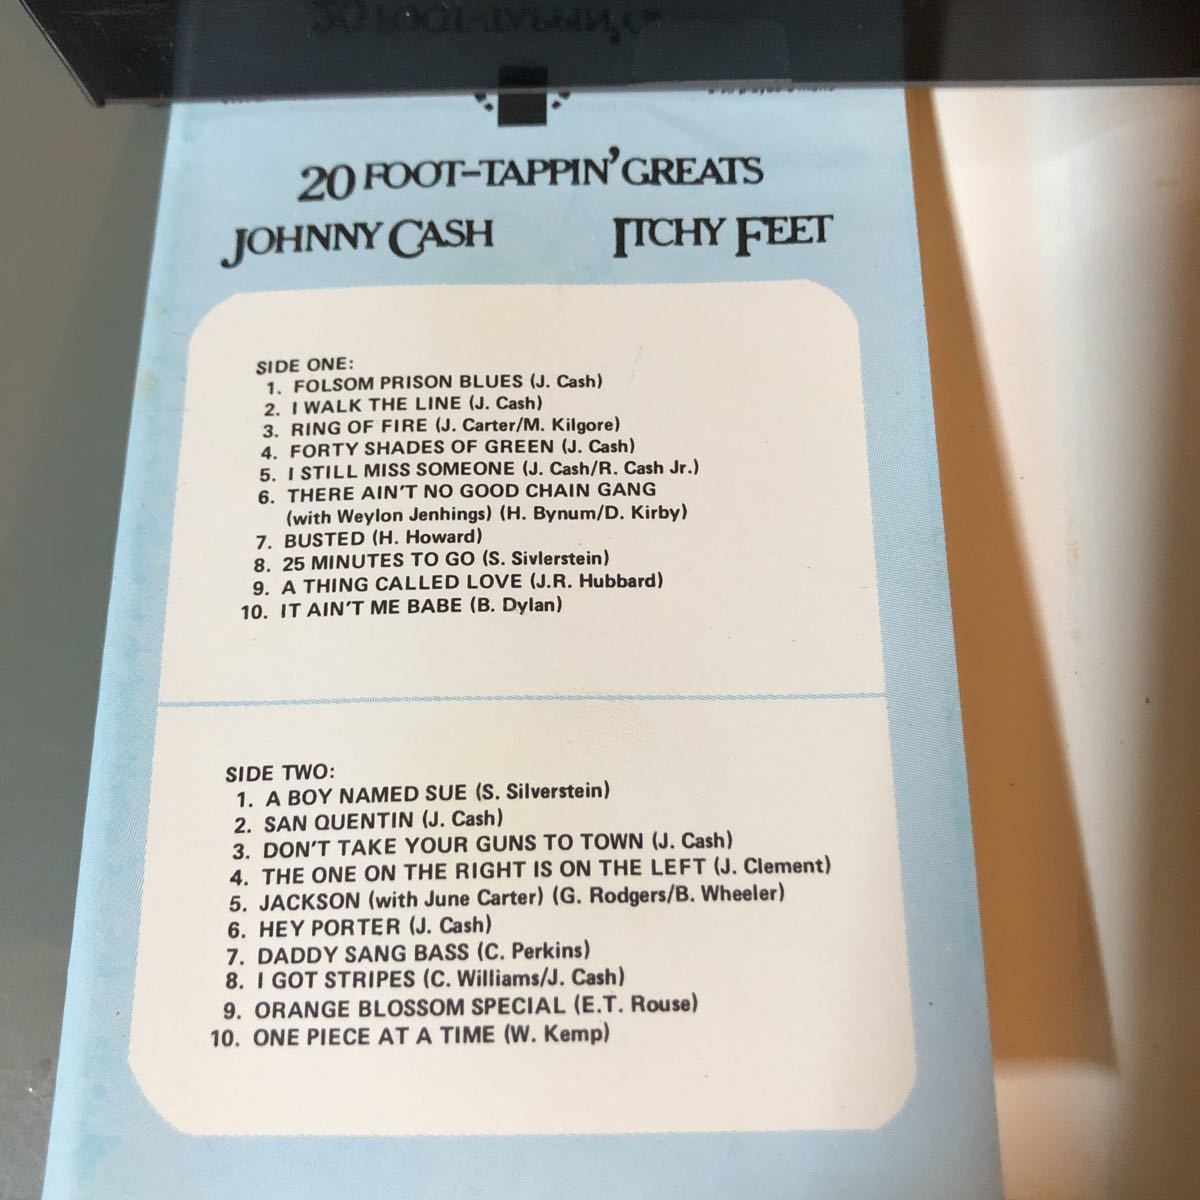 20 FOOT-TAPPIN' GREATS
JOHNNY CASH ITCHY FEET
SIDE ONE:
1. FOLSOM PRISON BLUES (J. Cash)
2. I WALK THE LINE (J. Cash)
3. RING OF FIRE (J. Carter/M. Kilgore)
4. FORTY SHADES OF GREEN (J. Cash)
5. I STILL MISS SOMEONE (J. Cash/R. Cash Jr.)
6. THERE AIN'T NO GOOD CHAIN GANG
(with Weylon Jenhings) (H. Bynum/D. Kirby)
7. BUSTED (H. Howard)
8. 25 MINUTES TO GO (S. Sivlerstein)
9. A THING CALLED LOVE (J.R. Hubbard)
10. IT AIN'T ME BABE (B. Dylan)
SIDE TWO:
1. A BOY NAMED SUE (S. Silverstein)
2. SAN QUENTIN (J. Cash)
3. DON'T TAKE YOUR GUNS TO TOWN (J. Cash)
4. THE ONE ON THE RIGHT IS ON THE LEFT (J. Clement)
5. JACKSON (with June Carter) (G. Rodgers/B. Wheeler)
6. HEY PORTER (J. Cash)
7. DADDY SANG BASS (C. Perkins)
8. I GOT STRIPES (C. Williams/J. Cash)
9. ORANGE BLOSSOM SPECIAL (E.T. Rouse)
10. ONE PIECE AT A TIME (W. Kemp)